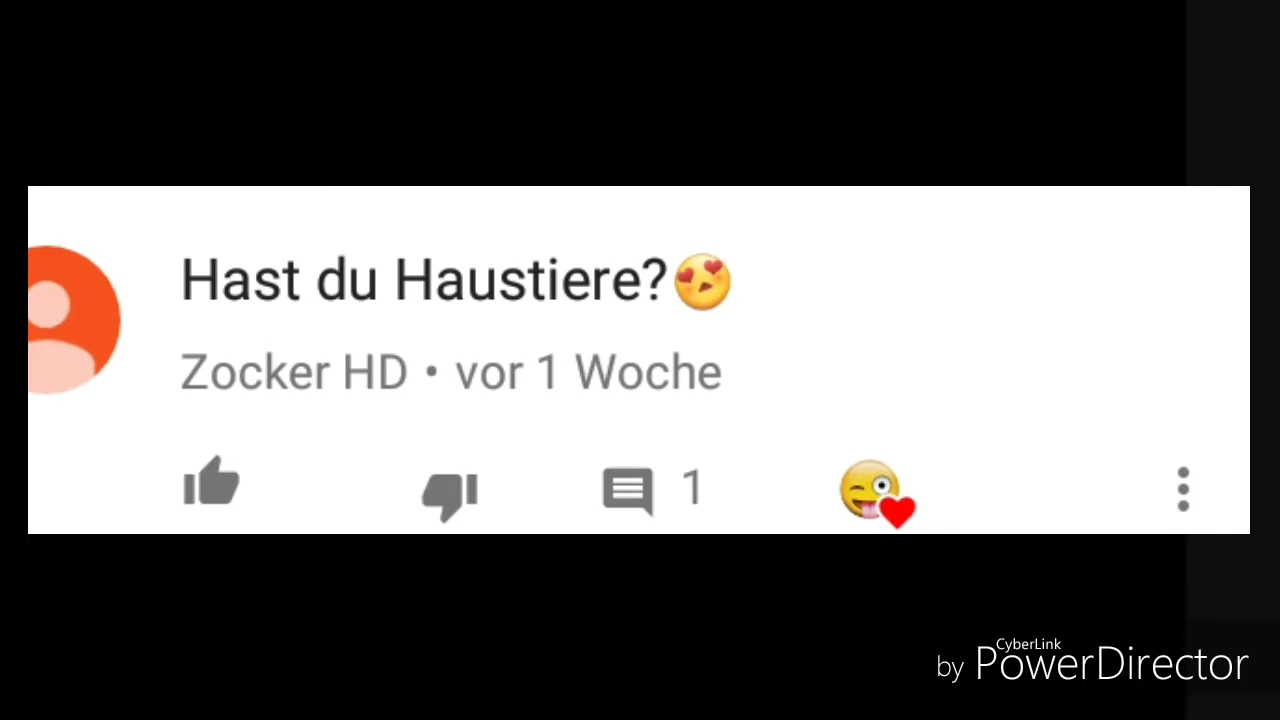 Hast du Haustiere?😍
Zocker HD • vor 1 Woche
1
CyberLink
by PowerDirector